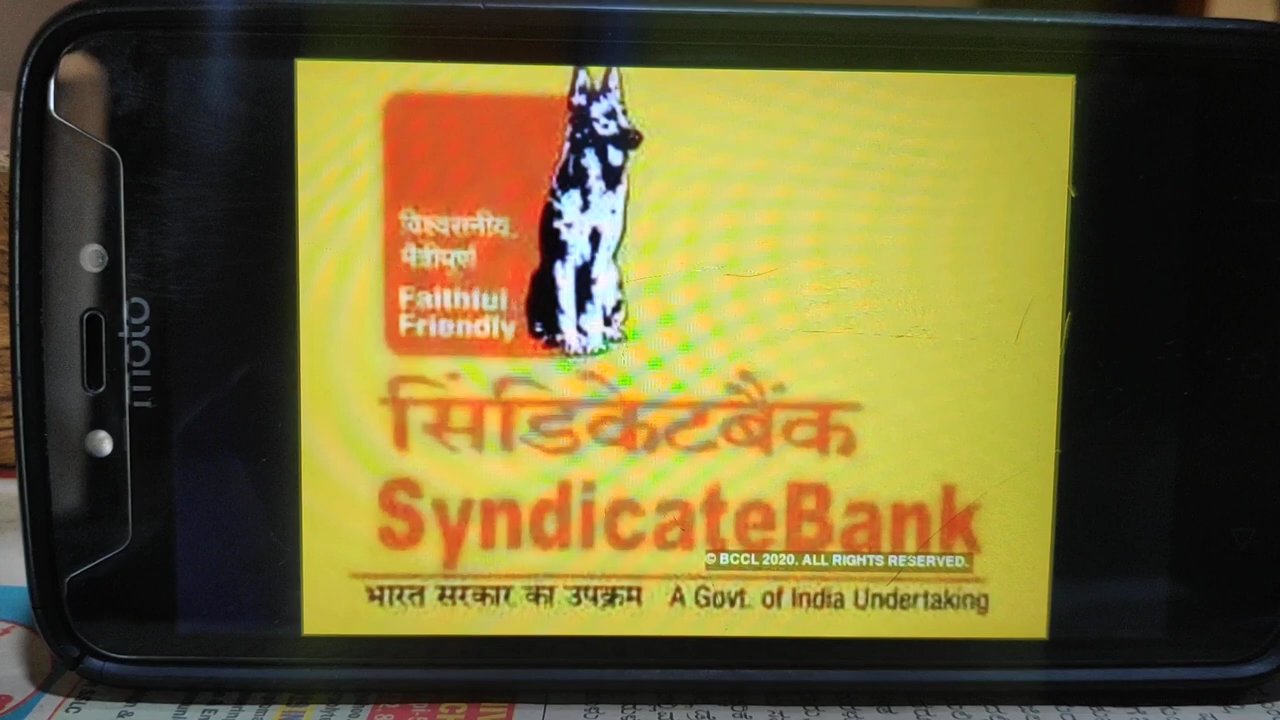 विश्वसनीय.
मैत्रीपूर्ण
Faithful
Friendly
सिंडिकेटबैंक
SyndicateBank
© BCCL 2020. ALL RIGHTS RESERVED.
भारत सरकार का उपक्रम A Govt. of India Undertaking
moto